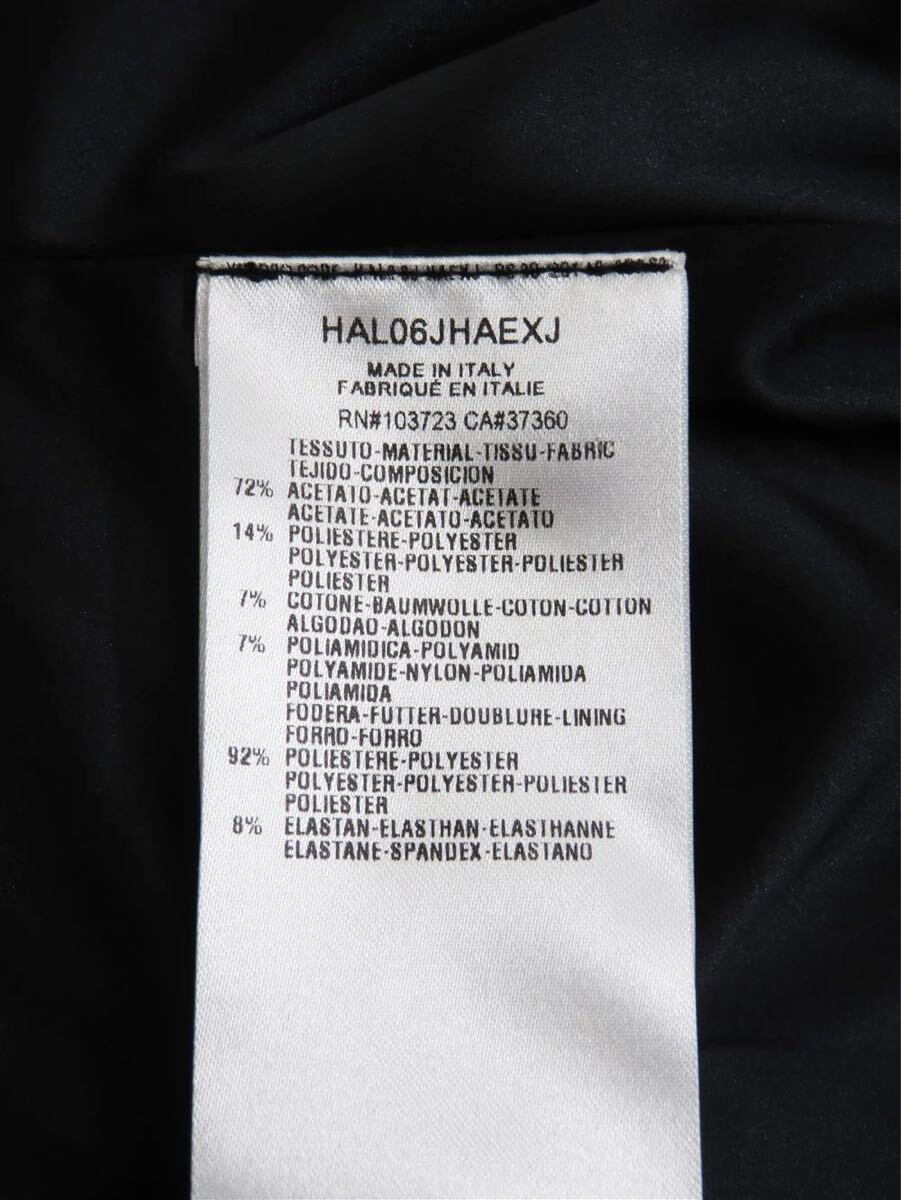 HAL06JHAEXJ
MADE IN ITALY
FABRIQUÉ EN ITALIE
RN#103723 CA#37360
TESSUTO-MATERIAL-TISSU-FABRIC
TEJIDO-COMPOSICION
72% ACETATO-ACETAT-ACETATE
ACETATE-ACETATO-ACETATO
14% POLIESTERE-POLYESTER
POLYESTER-POLYESTER-POLIESTER
POLIESTER
7% COTONE-BAUMWOLLE-COTON-COTTON
ALGODAO-ALGODON
7% POLIAMIDICA-POLYAMID
POLYAMIDE-NYLON-POLIAMIDA
POLIAMIDA
FODERA-FUTTER-DOUBLURE-LINING
FORRO-FORRO
92% POLIESTERE-POLYESTER
POLYESTER-POLYESTER-POLIESTER
POLIESTER
8% ELASTAN-ELASTHAN-ELASTHANNE
ELASTANE-SPANDEX-ELASTANO